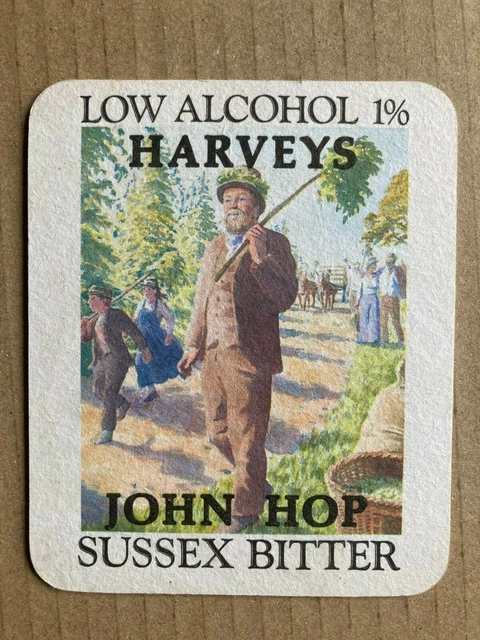 LOW ALCOHOL 1%
HARVEYS
JOHN HOP
SUSSEX BITTER